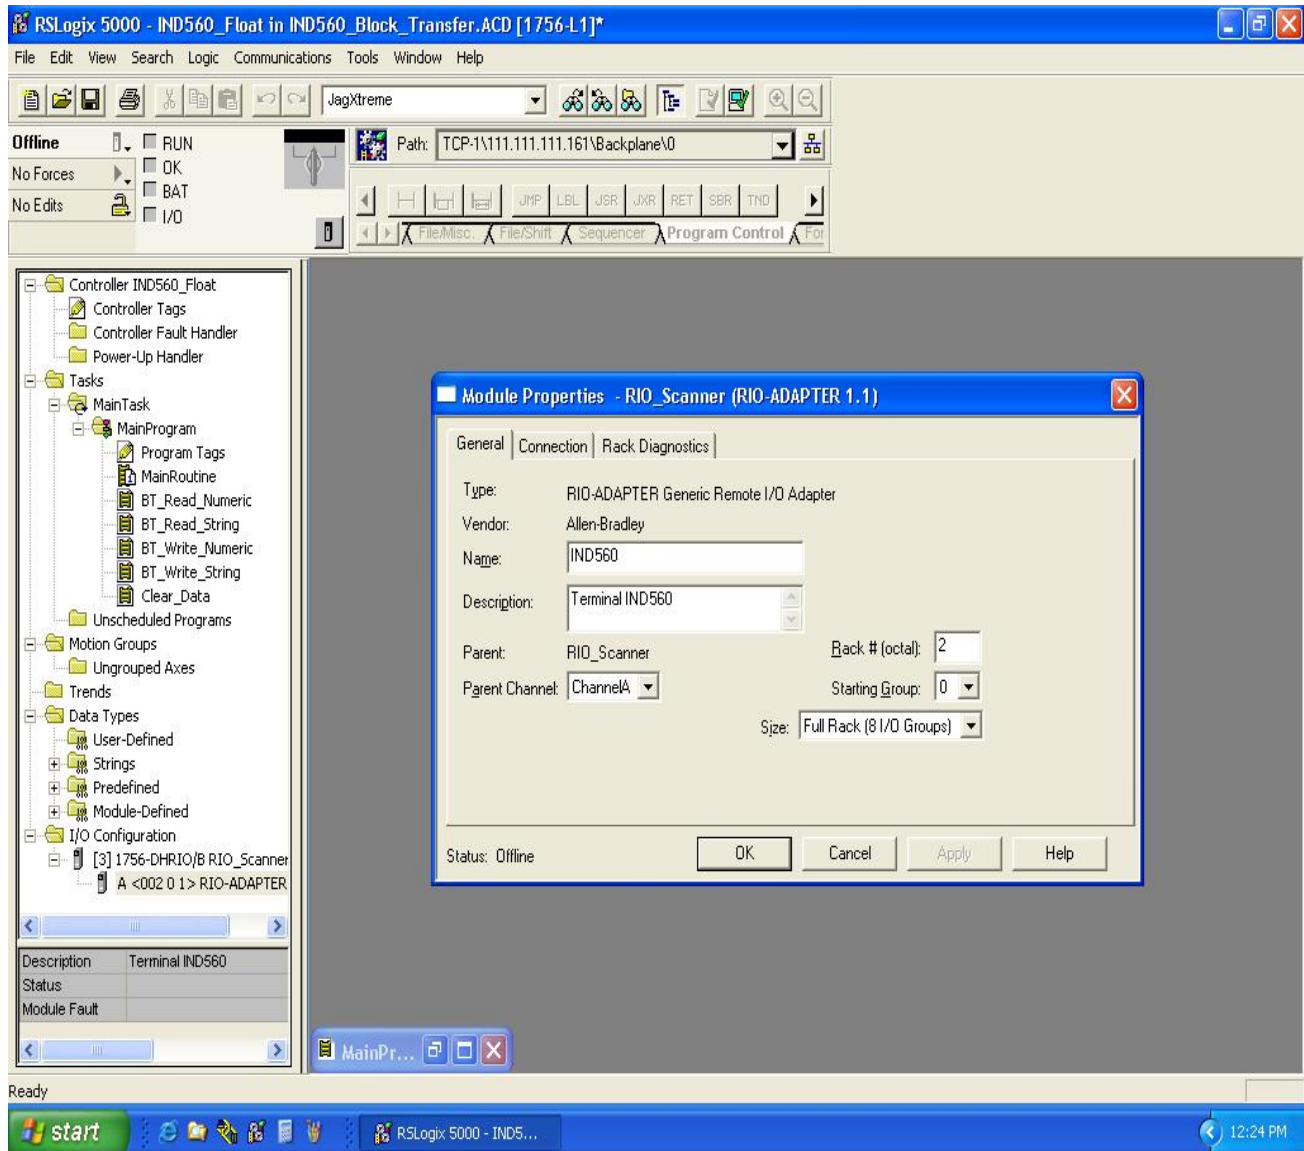 RSLogix 5000 - IND560_Float in IND560_Block_Transfer.ACD [1756-L1]*
File Edit View Search Logic Communications Tools Window Help
JagXtreme
Offline
RUN
Path: TCP-1\111.111.111.161\Backplane\0
No Forces
OK
BAT
No Edits
I/O
JMP LBL JSR JXR RET SBR TND
File/Misc. File/Shift Sequencer Program Control For
Controller IND560_Float
Controller Tags
Controller Fault Handler
Power-Up Handler
Tasks
MainTask
MainProgram
Program Tags
MainRoutine
BT_Read_Numeric
BT_Read_String
BT_Write_Numeric
BT_Write_String
Clear_Data
Unscheduled Programs
Motion Groups
Ungrouped Axes
Trends
Data Types
User-Defined
Strings
Predefined
Module-Defined
I/O Configuration
[3] 1756-DHRIO/B RIO_Scanner
A <002 0 1> RIO-ADAPTER
Description Terminal IND560
Status
Module Fault
Module Properties - RIO_Scanner (RIO-ADAPTER 1.1)
General Connection Rack Diagnostics
Type: RIO-ADAPTER Generic Remote I/O Adapter
Vendor: Allen-Bradley
Name: IND560
Description: Terminal IND560
Parent: RIO_Scanner
Rack # (octal): 2
Parent Channel: ChannelA
Starting Group: 0
Size: Full Rack (8 I/O Groups)
Status: Offline
OK Cancel Apply Help
MainPr...
Ready
start
RSLogix 5000 - IND5...
12:24 PM